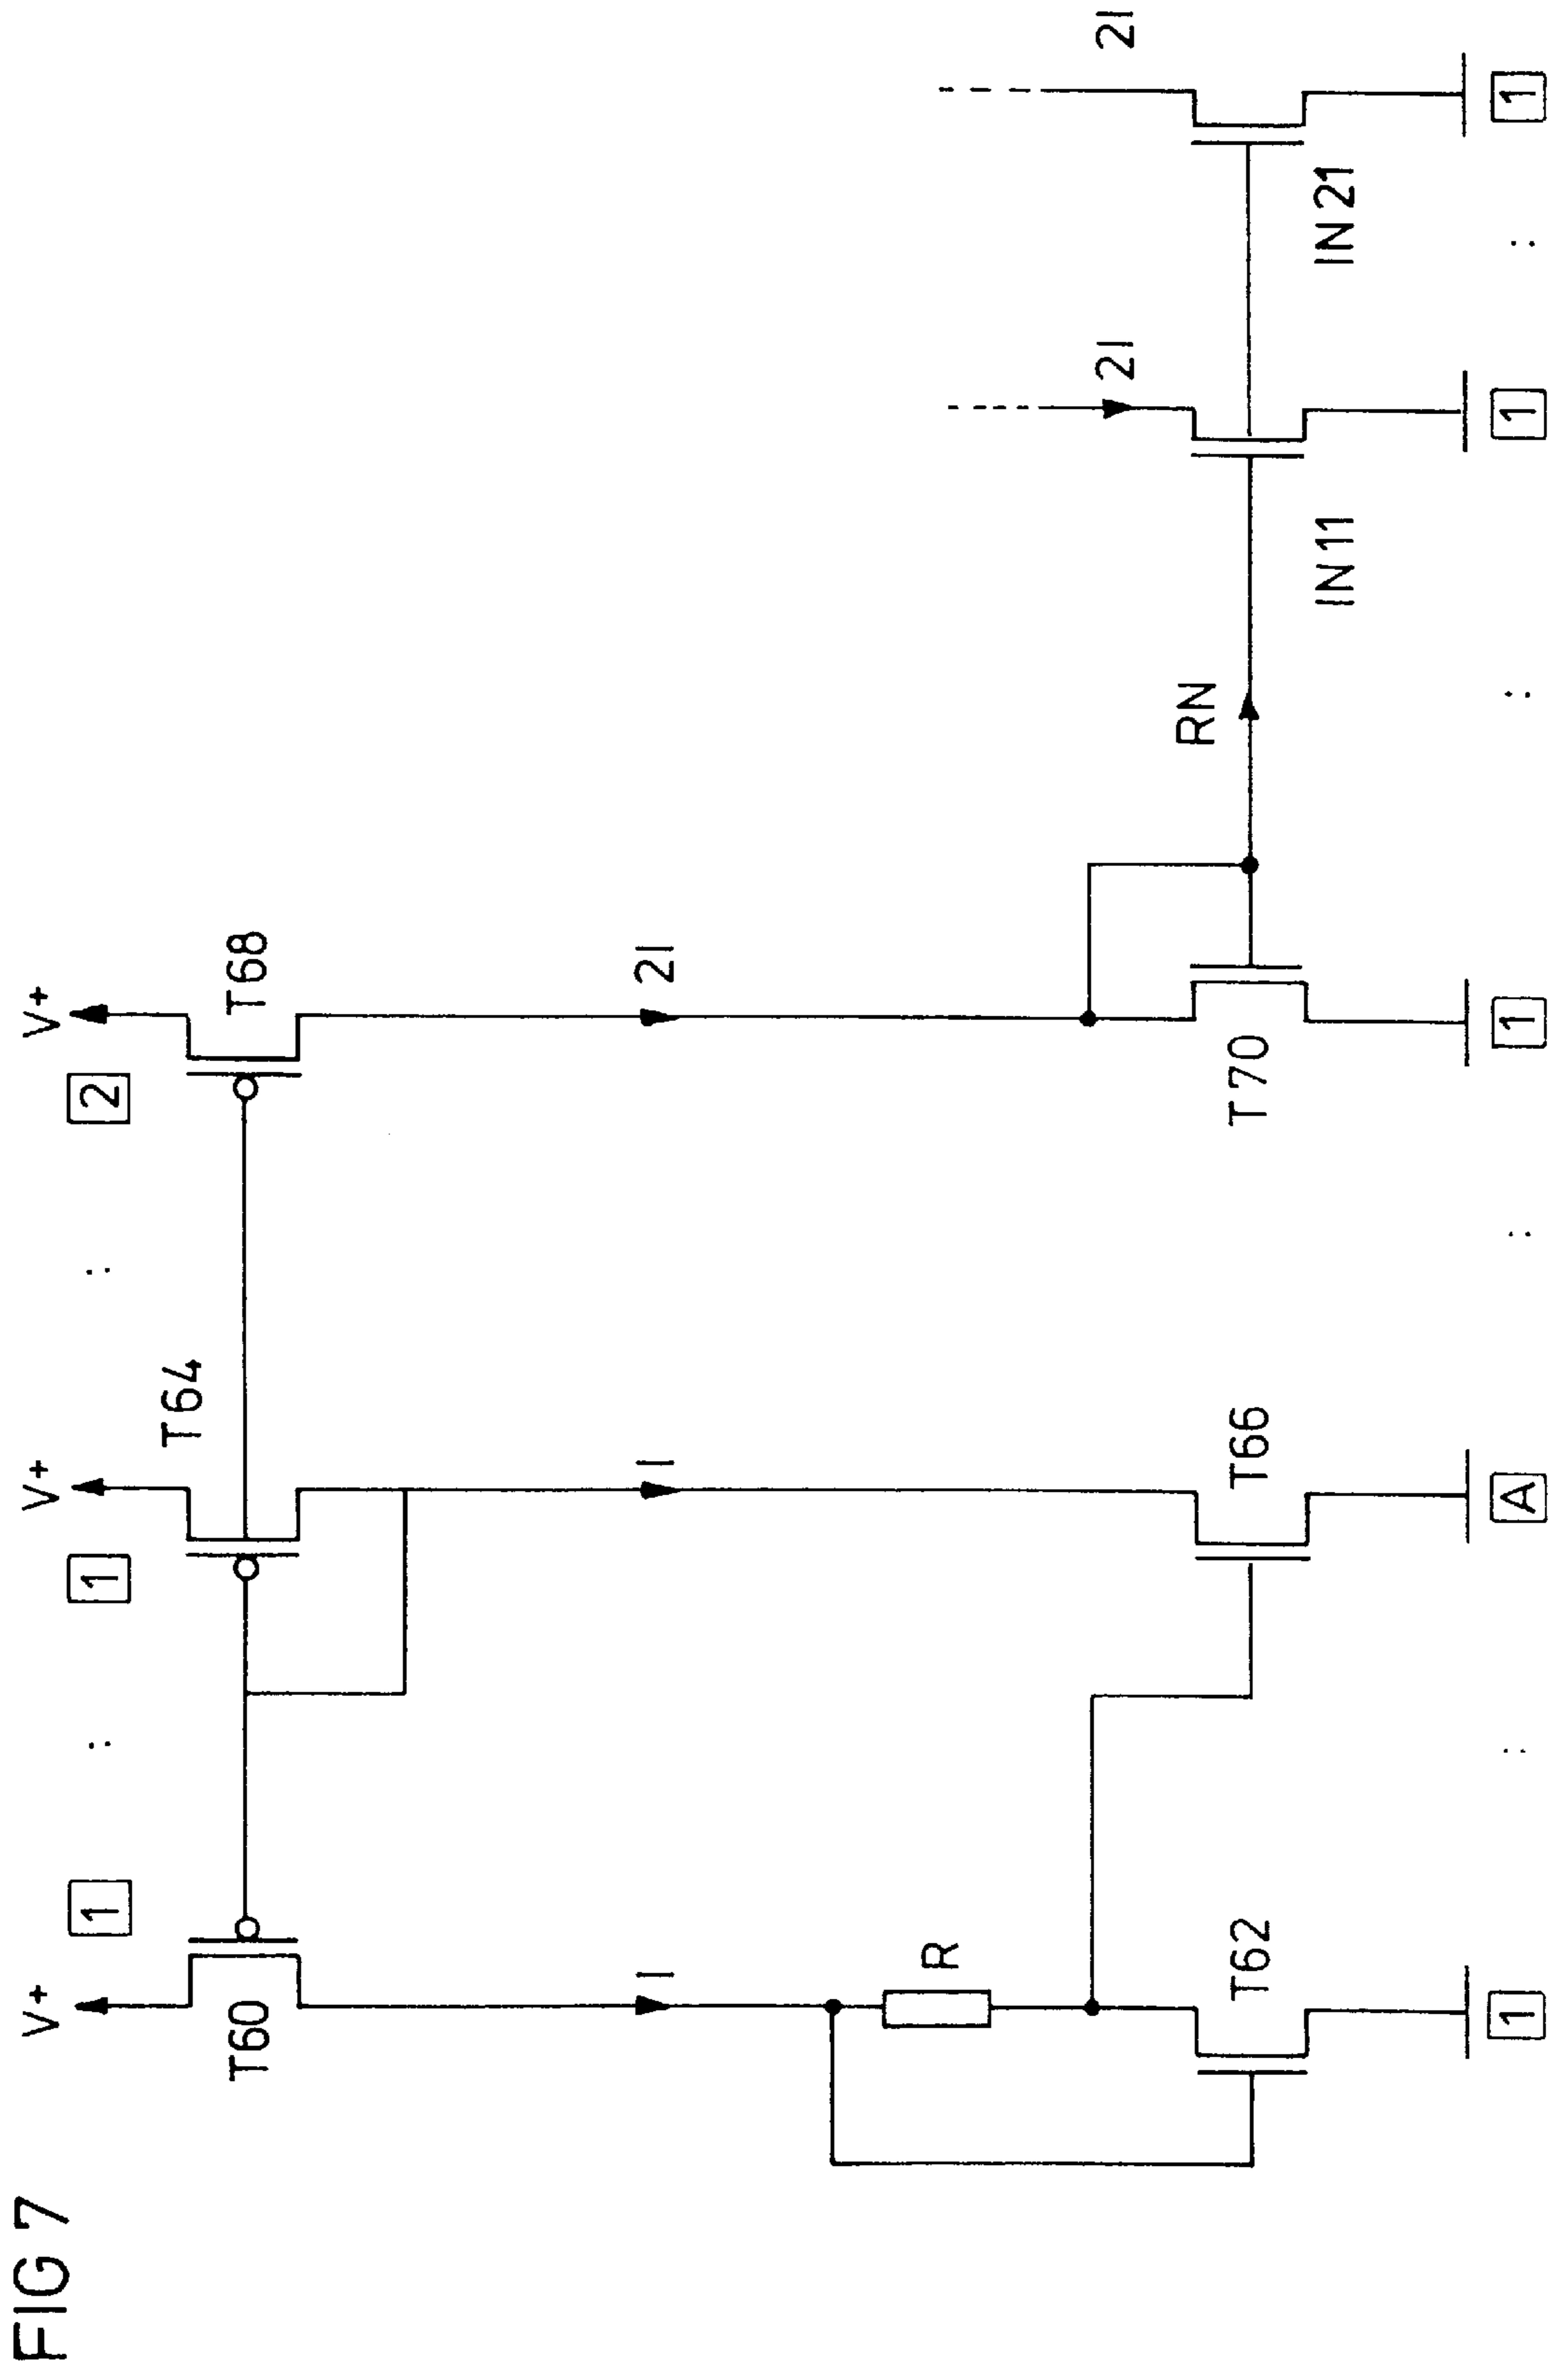 FIG 7
V+ V+ V+
1 : 1 : 2
T60 T64 T68
I I 2I 2I 2I
R
RN
T62 T66 T70 IN11 IN21
1 : A : 1 : 1 : 1